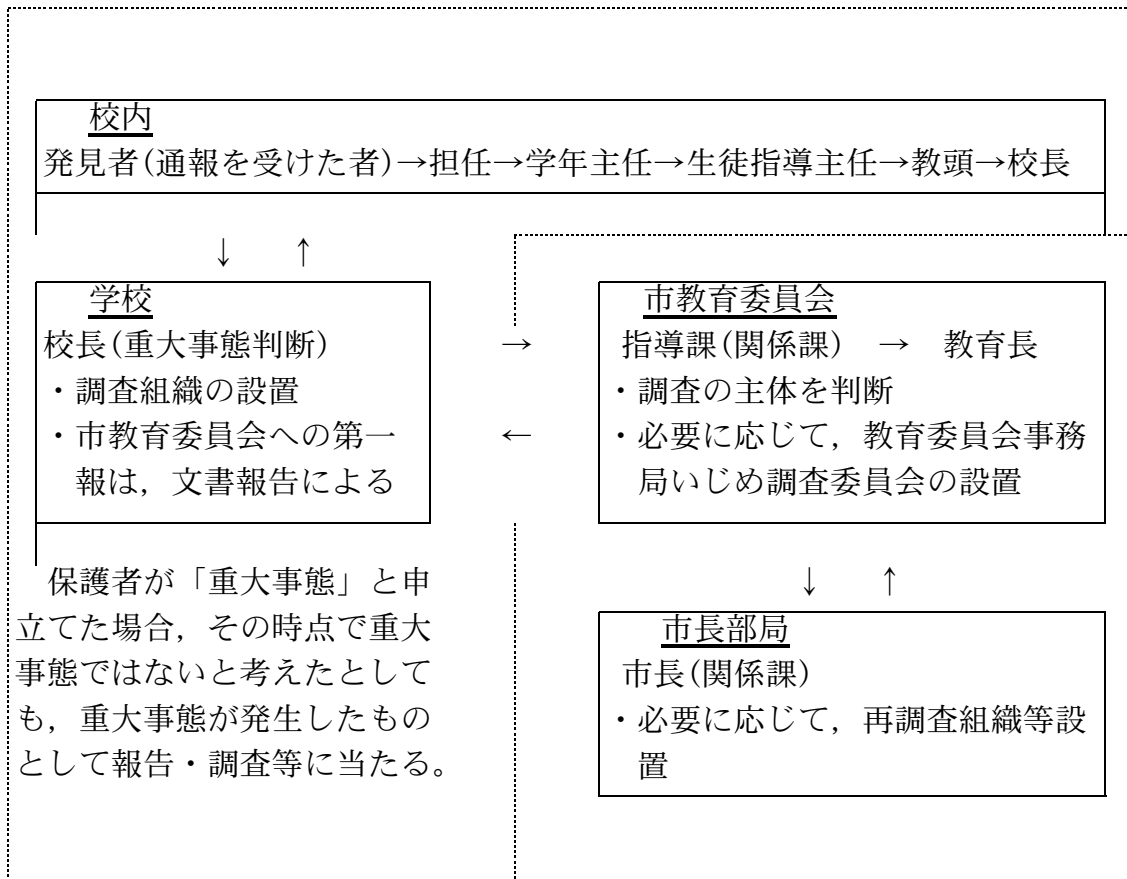 校内
発見者(通報を受けた者)→担任→学年主任→生徒指導主任→教頭→校長
↓ ↑
学校
校長(重大事態判断)
・調査組織の設置
・市教育委員会への第一
報は，文書報告による
→
←
市教育委員会
指導課(関係課) → 教育長
・調査の主体を判断
・必要に応じて，教育委員会事務
局いじめ調査委員会の設置
保護者が「重大事態」と申
立てた場合，その時点で重大
事態ではないと考えたとして
も，重大事態が発生したもの
として報告・調査等に当たる。
↓ ↑
市長部局
市長(関係課)
・必要に応じて，再調査組織等設
置